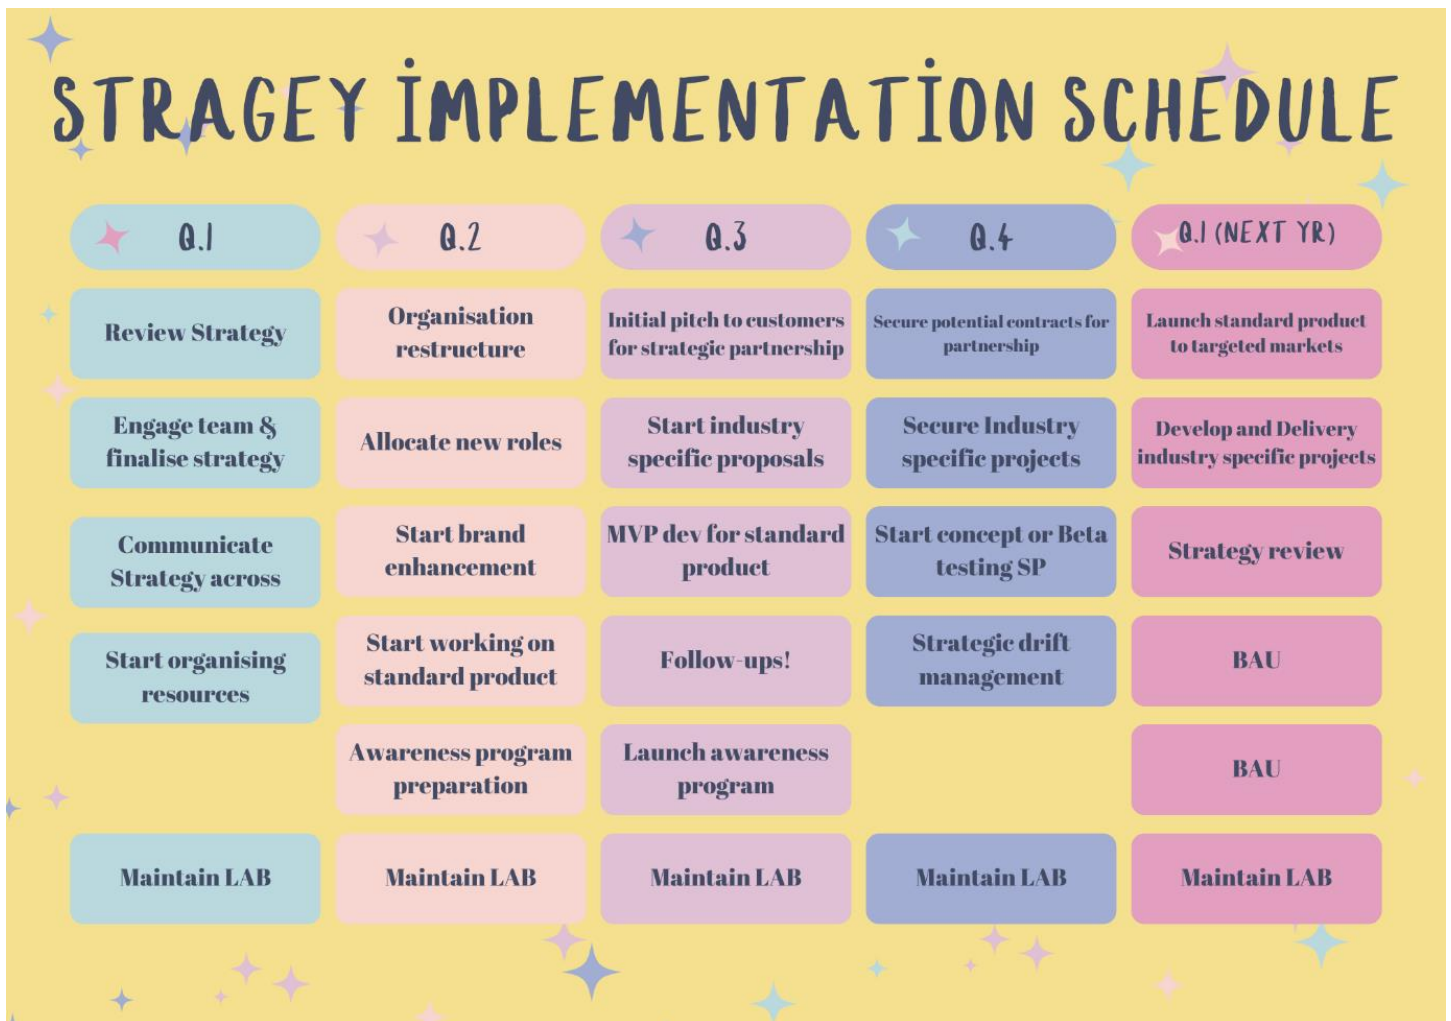 STRAGEY İMPLEMENTATİON SCHEDULE
Q.1
Review Strategy
Engage team &
finalise strategy
Communicate
Strategy across
Start organising
resources
Maintain LAB
Q.2
Organisation
restructure
Allocate new roles
Start brand
enhancement
Start working on
standard product
Awareness program
preparation
Maintain LAB
Q.3
Initial pitch to customers
for strategic partnership
Start industry
specific proposals
MVP dev for standard
product
Follow-ups!
Launch awareness
program
Maintain LAB
Q.4
Secure potential contracts for
partnership
Secure Industry
specific projects
Start concept or Beta
testing SP
Strategic drift
management
Maintain LAB
Q.1 (NEXT YR)
Launch standard product
to targeted markets
Develop and Delivery
industry specific projects
Strategy review
BAU
BAU
Maintain LAB